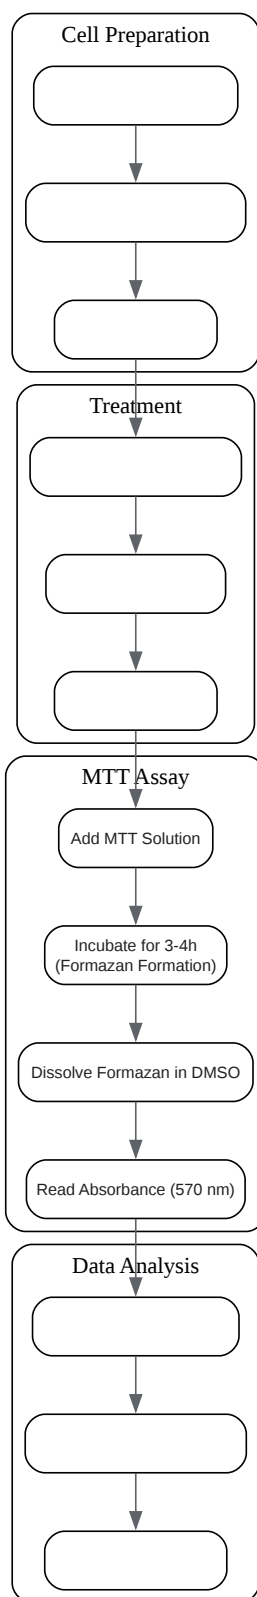 Cell Preparation
Treatment
MTT Assay
Add MTT Solution
Incubate for 3-4h
(Formazan Formation)
Dissolve Formazan in DMSO
Read Absorbance (570 nm)
Data Analysis